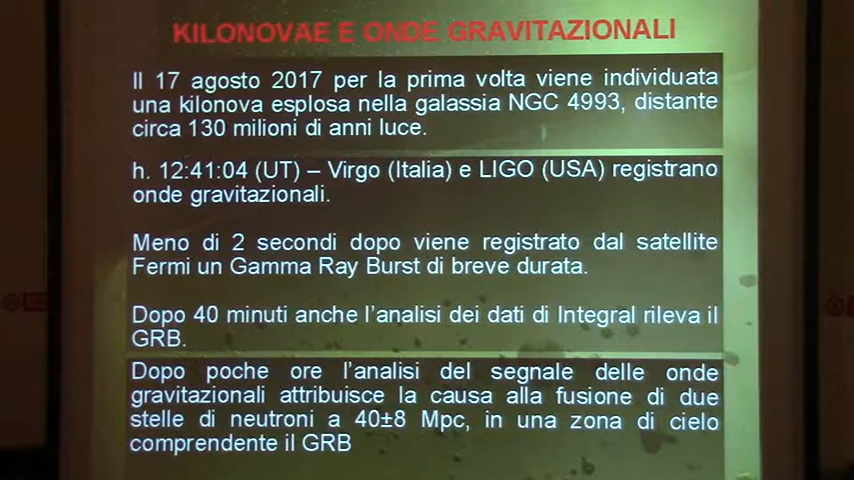 KILONOVAE E ONDE GRAVITAZIONALI
Il 17 agosto 2017 per la prima volta viene individuata
una kilonova esplosa nella galassia NGC 4993, distante
circa 130 milioni di anni luce.
h. 12:41:04 (UT) – Virgo (Italia) e LIGO (USA) registrano
onde gravitazionali.
Meno di 2 secondi dopo viene registrato dal satellite
Fermi un Gamma Ray Burst di breve durata.
Dopo 40 minuti anche l'analisi dei dati di Integral rileva il
GRB.
Dopo poche ore l'analisi del segnale delle onde
gravitazionali attribuisce la causa alla fusione di due
stelle di neutroni a 40±8 Mpc, in una zona di cielo
comprendente il GRB